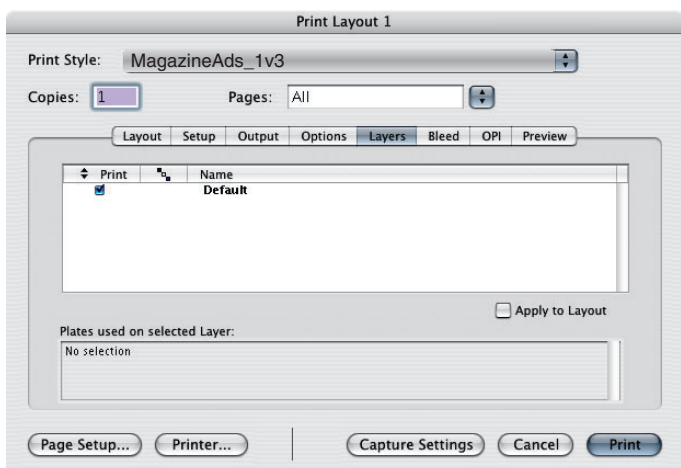 Print Layout 1
Print Style: MagazineAds_1v3
Copies: 1 Pages: All
Layout Setup Output Options Layers Bleed OPI Preview
Print Name
Default
Apply to Layout
Plates used on selected Layer:
No selection
Page Setup... Printer... Capture Settings Cancel Print